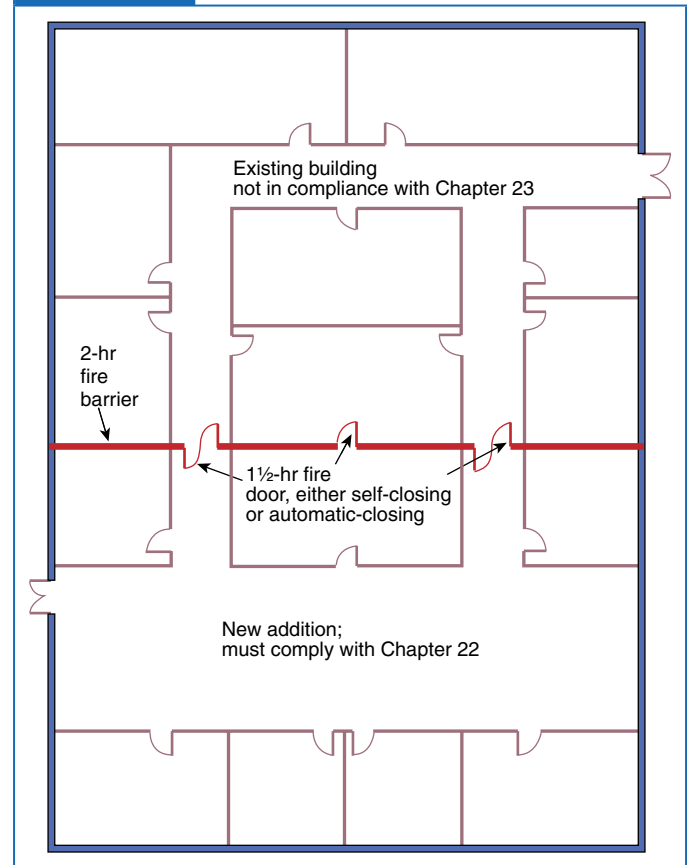 Existing building
not in compliance with Chapter 23
2-hr
fire
barrier
1½-hr fire
door, either self-closing
or automatic-closing
New addition;
must comply with Chapter 22